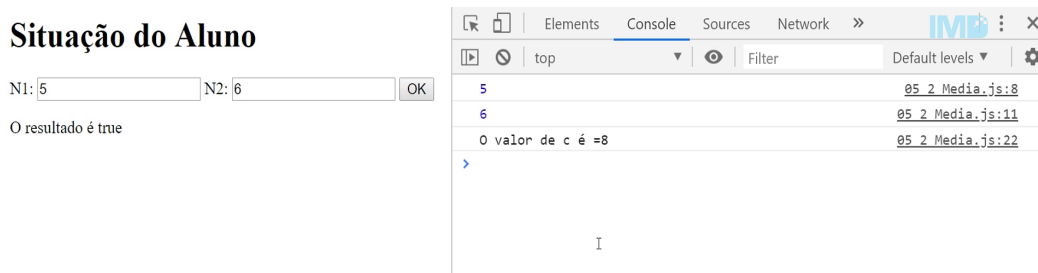 Situação do Aluno
N1: 5 N2: 6 OK
O resultado é true
Elements Console Sources Network » IMD
top Filter Default levels
5 05 2 Media.js:8
6 05 2 Media.js:11
O valor de c é =8 05 2 Media.js:22